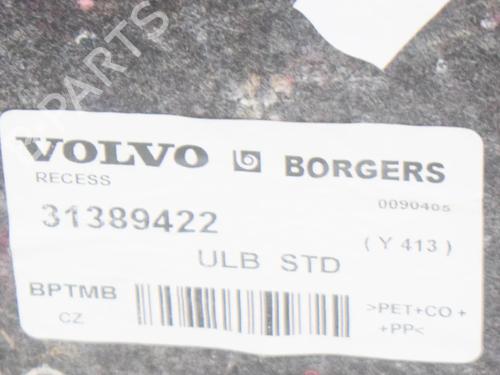 VOLVO BORGERS
RECESS
0090405
31389422
( Y 413 )
ULB STD
BPTMB
CZ
>PET+CO+
+PP<